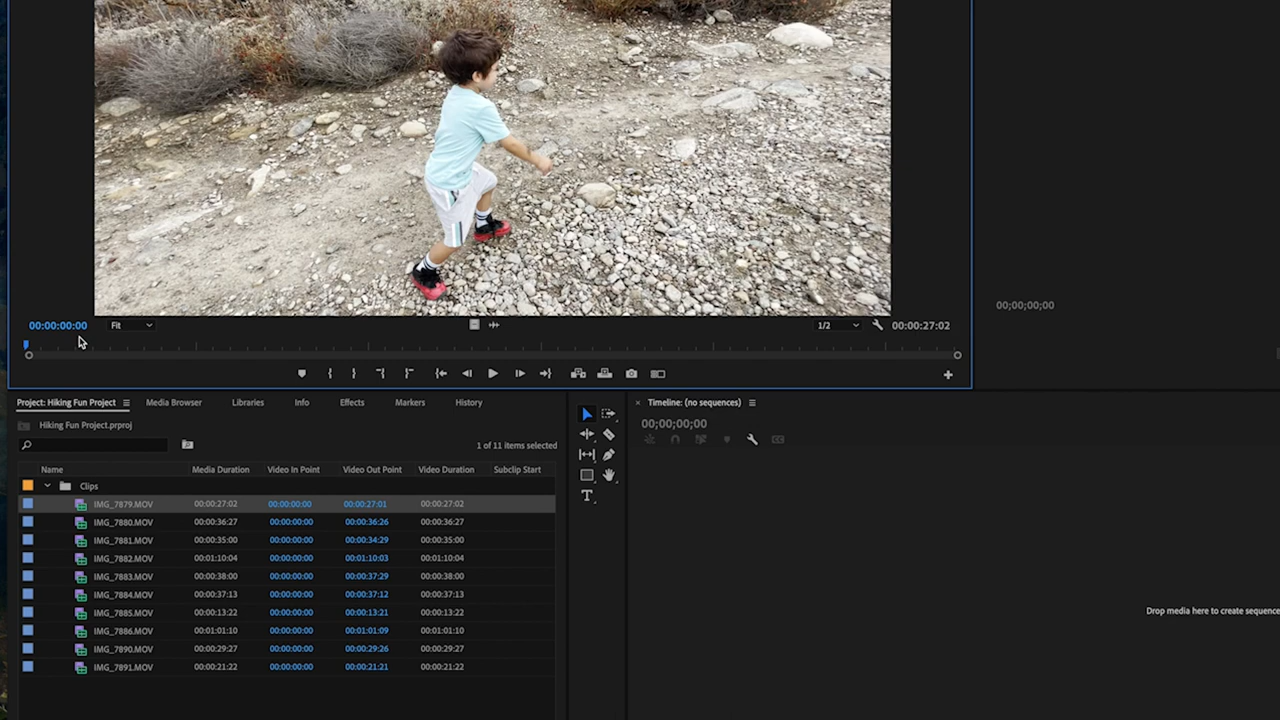 00;00;00;00
00:00:00:00 Fit 1/2 00:00:27:02
Project: Hiking Fun Project Media Browser Libraries Info Effects Markers History
Hiking Fun Project.prproj
1 of 11 items selected
Name Media Duration Video In Point Video Out Point Video Duration Subclip Start
Clips
IMG_7879.MOV 00:00:27:02 00:00:00:00 00:00:27:01 00:00:27:02
IMG_7880.MOV 00:00:36:27 00:00:00:00 00:00:36:26 00:00:36:27
IMG_7881.MOV 00:00:35:00 00:00:00:00 00:00:34:29 00:00:35:00
IMG_7882.MOV 00:01:10:04 00:00:00:00 00:01:10:03 00:01:10:04
IMG_7883.MOV 00:00:38:00 00:00:00:00 00:00:37:29 00:00:38:00
IMG_7884.MOV 00:00:37:13 00:00:00:00 00:00:37:12 00:00:37:13
IMG_7885.MOV 00:00:13:22 00:00:00:00 00:00:13:21 00:00:13:22
IMG_7886.MOV 00:01:01:10 00:00:00:00 00:01:01:09 00:01:01:10
IMG_7890.MOV 00:00:29:27 00:00:00:00 00:00:29:26 00:00:29:27
IMG_7891.MOV 00:00:21:22 00:00:00:00 00:00:21:21 00:00:21:22
T
× Timeline: (no sequences)
00;00;00;00
CC
Drop media here to create sequence